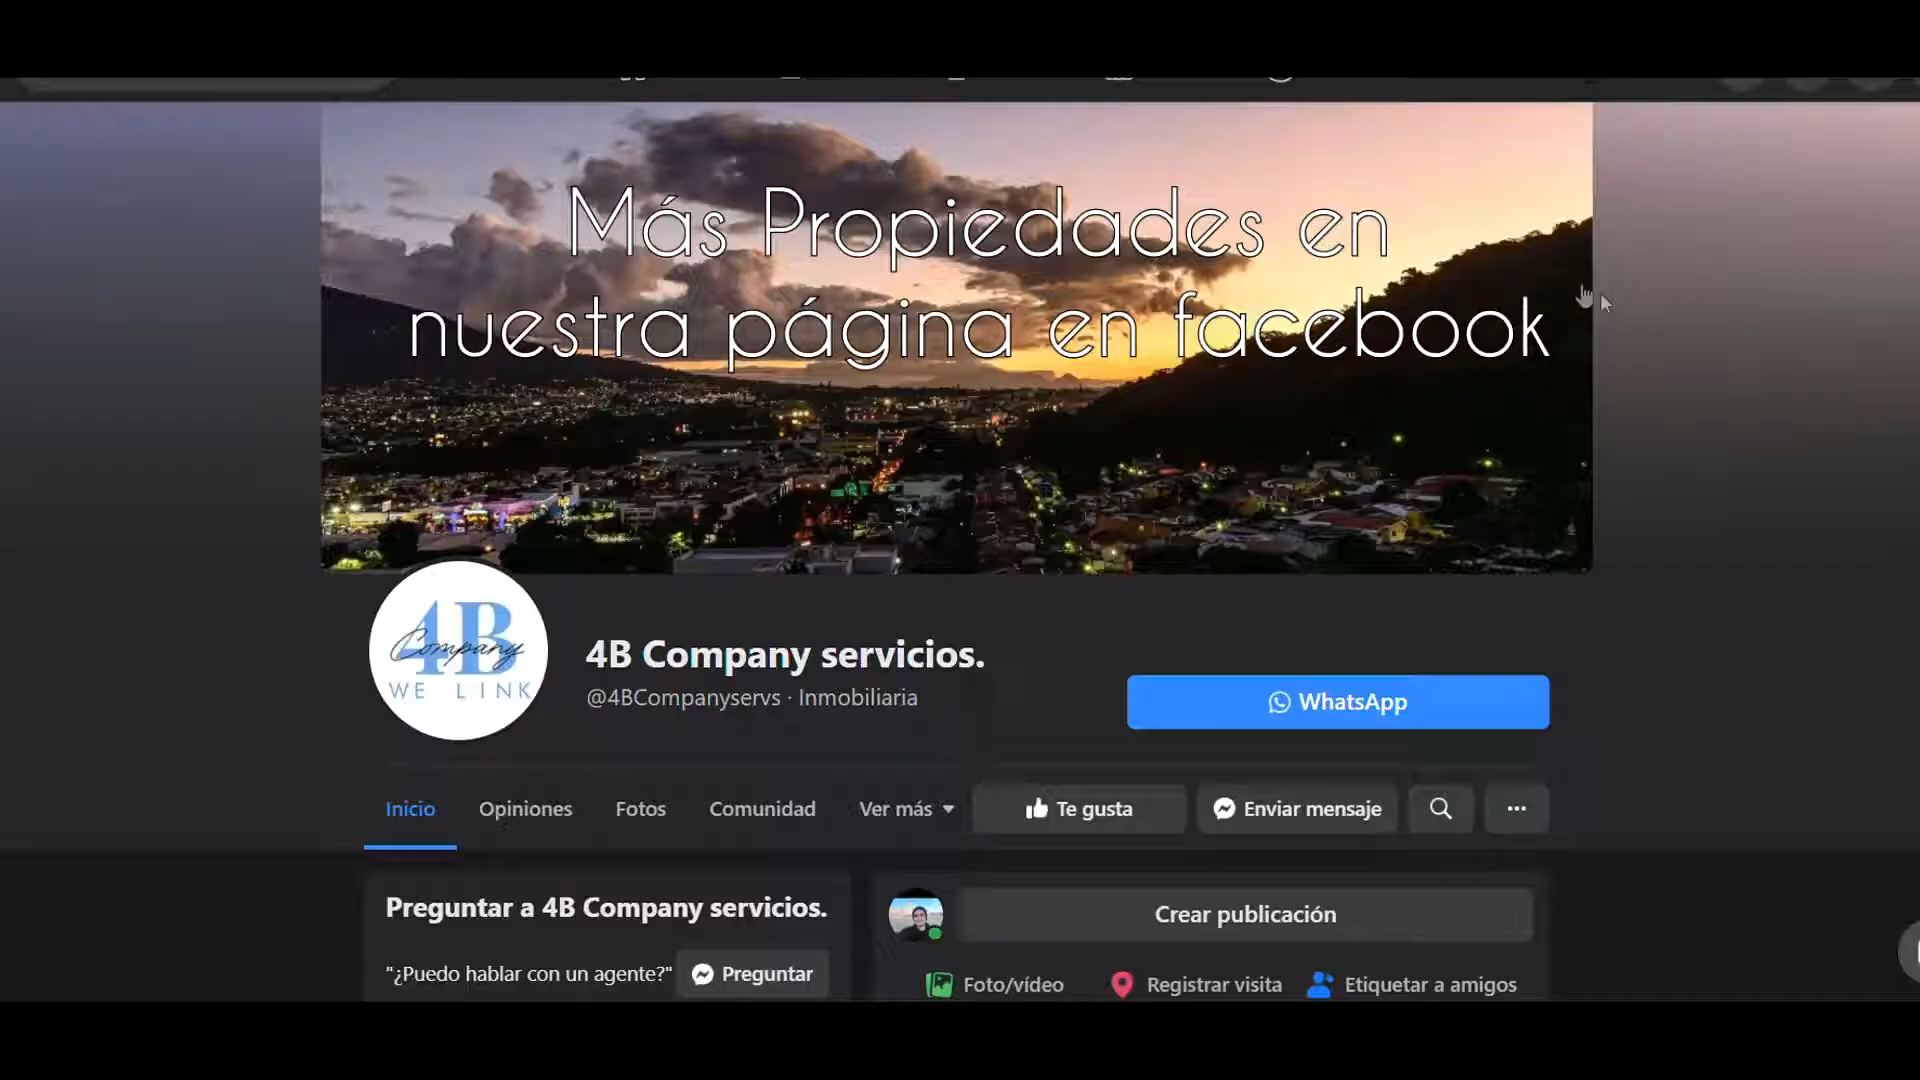 Más Propiedades en
nuestra página en facebook
4B
Company
WE LINK
4B Company servicios.
@4BCompanyservs · Inmobiliaria
WhatsApp
Inicio Opiniones Fotos Comunidad Ver más Te gusta Enviar mensaje ...
Preguntar a 4B Company servicios.
"¿Puedo hablar con un agente?" Preguntar
Crear publicación
Foto/vídeo Registrar visita Etiquetar a amigos